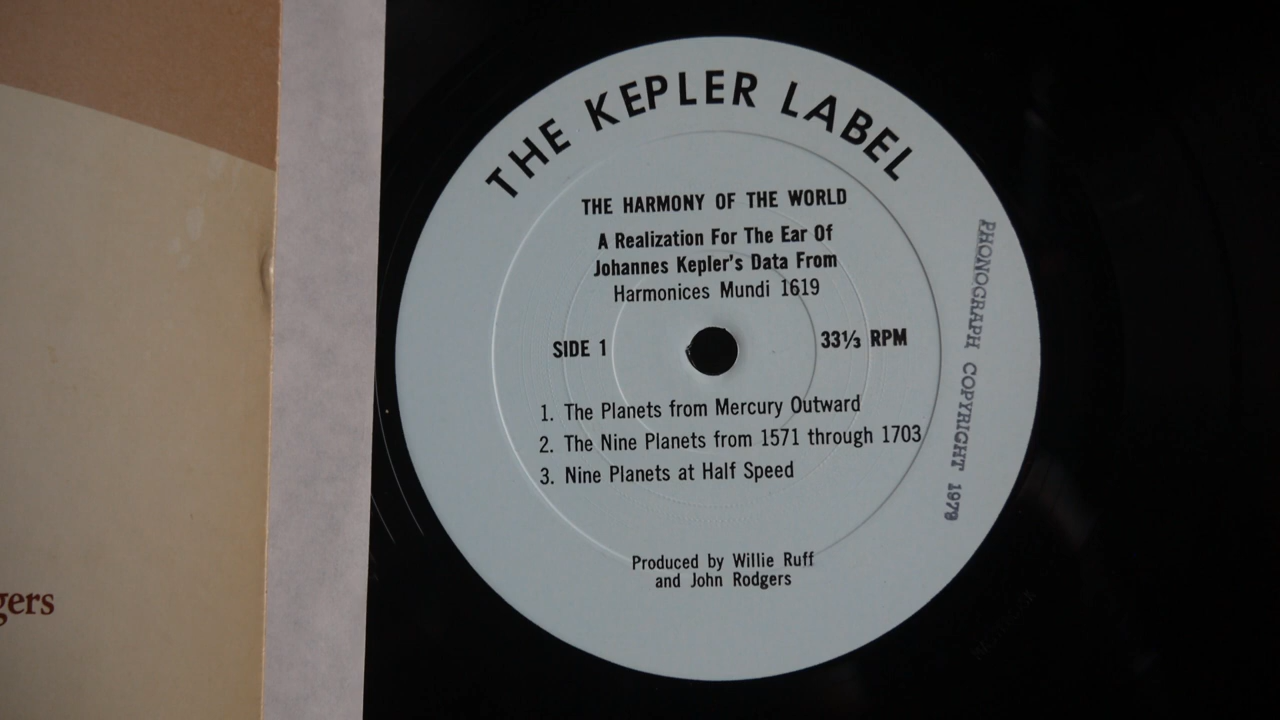 THE KEPLER LABEL
THE HARMONY OF THE WORLD
A Realization For The Ear Of
Johannes Kepler's Data From
Harmonices Mundi 1619
SIDE 1
33⅓ RPM
1. The Planets from Mercury Outward
2. The Nine Planets from 1571 through 1703
3. Nine Planets at Half Speed
Produced by Willie Ruff
and John Rodgers
PHONOGRAPH COPYRIGHT 1979
gers